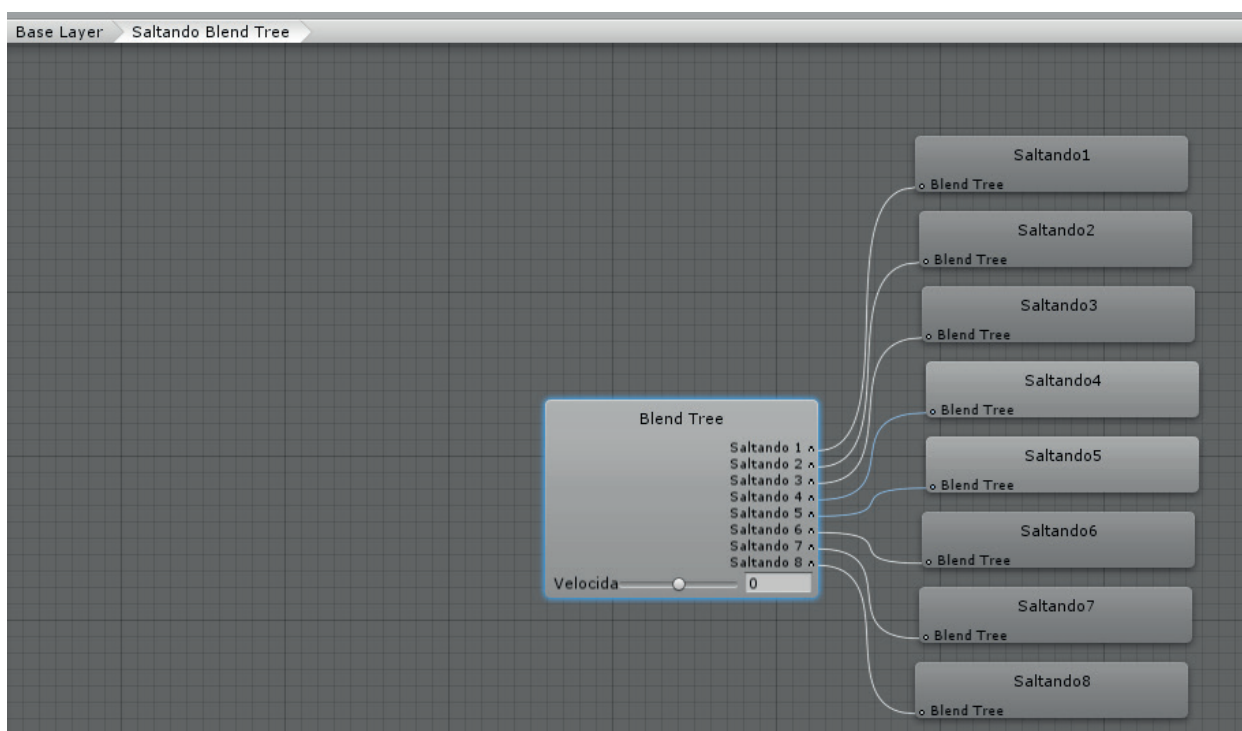 Base Layer
Saltando Blend Tree
Saltando1
Blend Tree
Saltando2
Blend Tree
Saltando3
Blend Tree
Saltando4
Blend Tree
Saltando5
Blend Tree
Saltando6
Blend Tree
Saltando7
Blend Tree
Saltando8
Blend Tree
Blend Tree
Saltando 1
Saltando 2
Saltando 3
Saltando 4
Saltando 5
Saltando 6
Saltando 7
Saltando 8
Velocida 0